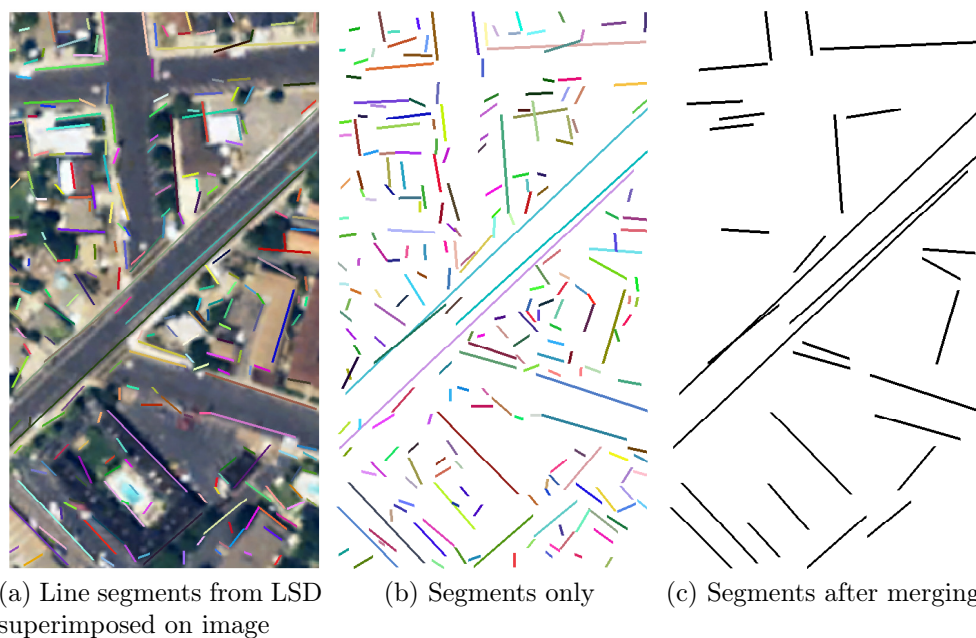 (a) Line segments from LSD
superimposed on image
(b) Segments only
(c) Segments after merging